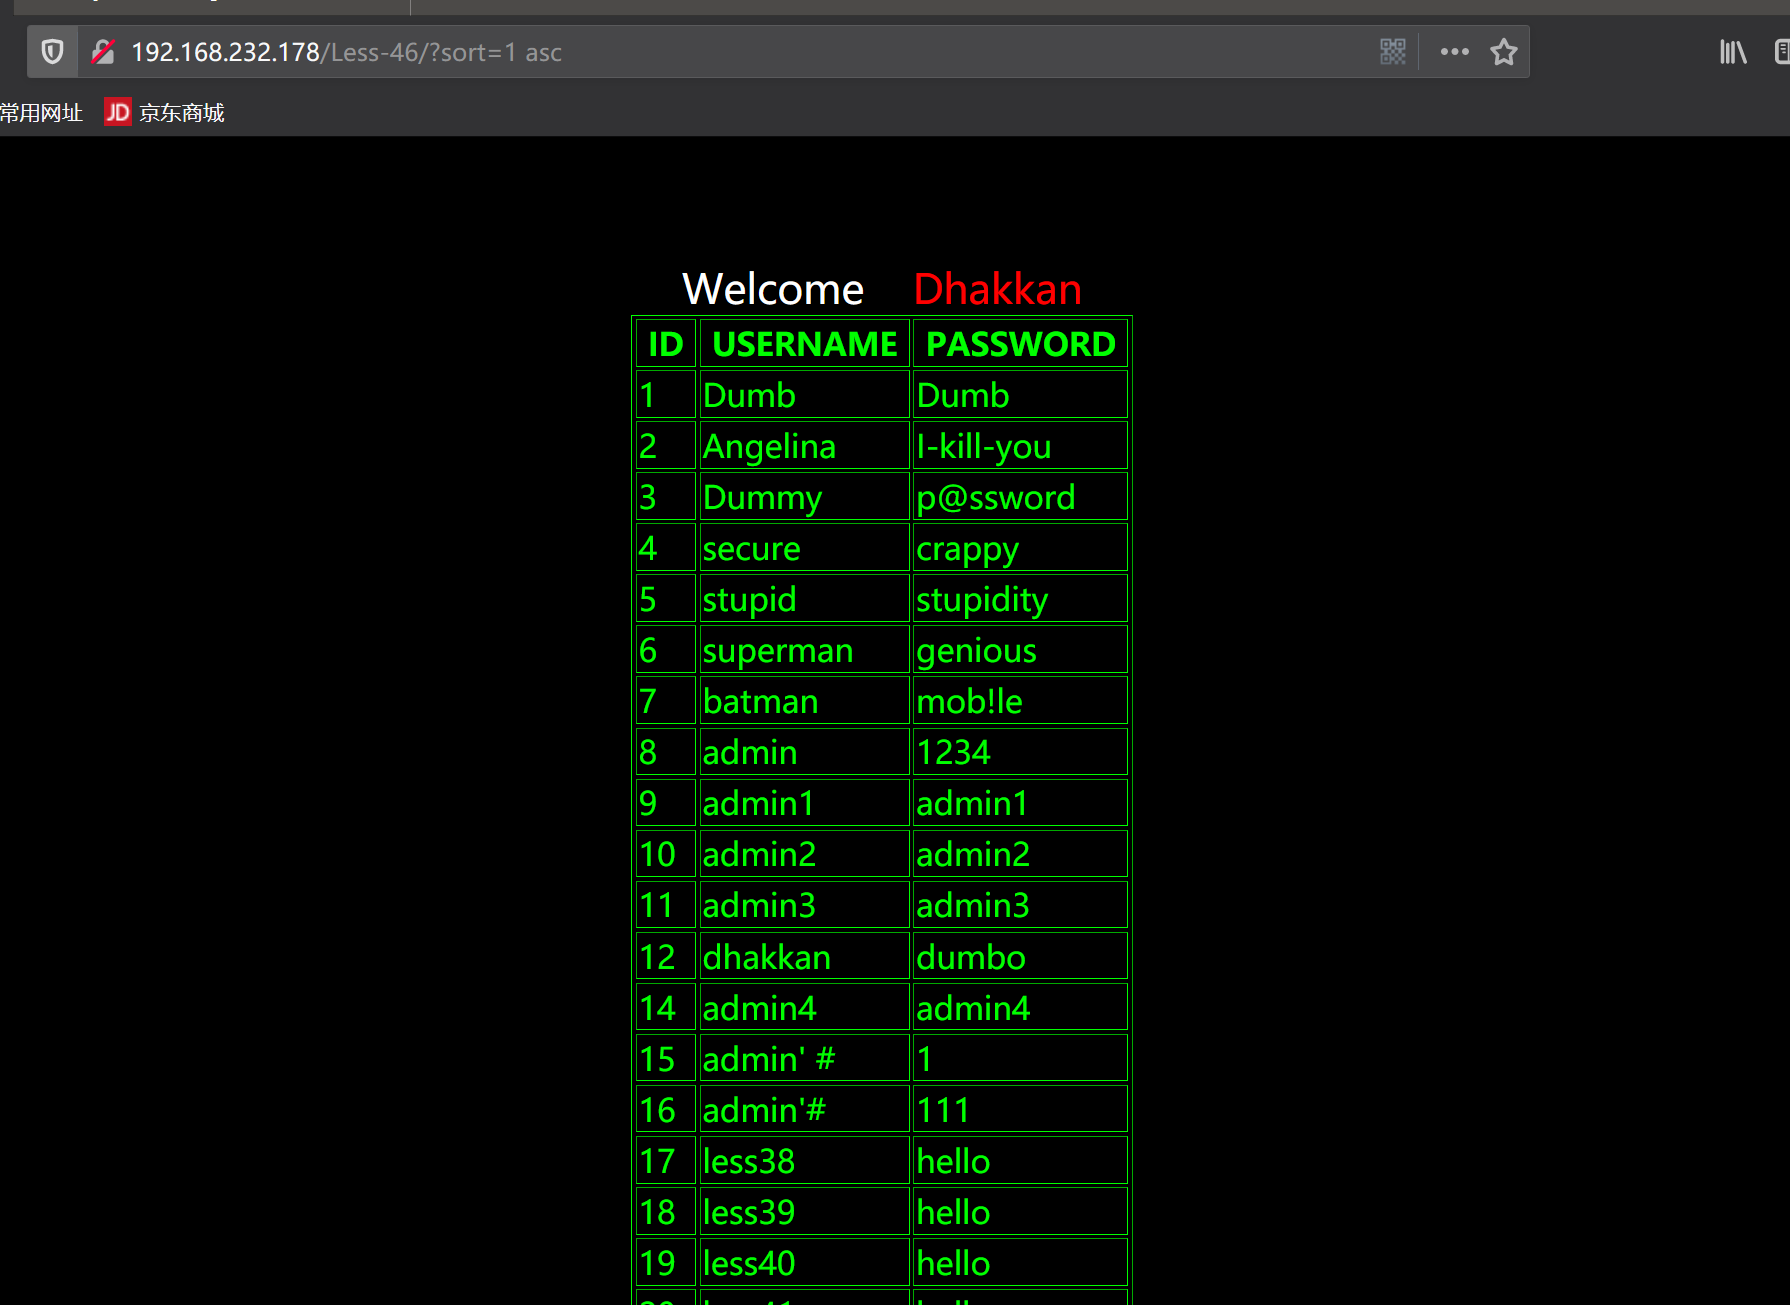 192.168.232.178/Less-46/?sort=1 asc
常用网址 JD 京东商城
Welcome Dhakkan
ID USERNAME PASSWORD
1 Dumb Dumb
2 Angelina I-kill-you
3 Dummy p@ssword
4 secure crappy
5 stupid stupidity
6 superman genious
7 batman mob!le
8 admin 1234
9 admin1 admin1
10 admin2 admin2
11 admin3 admin3
12 dhakkan dumbo
14 admin4 admin4
15 admin' # 1
16 admin'# 111
17 less38 hello
18 less39 hello
19 less40 hello